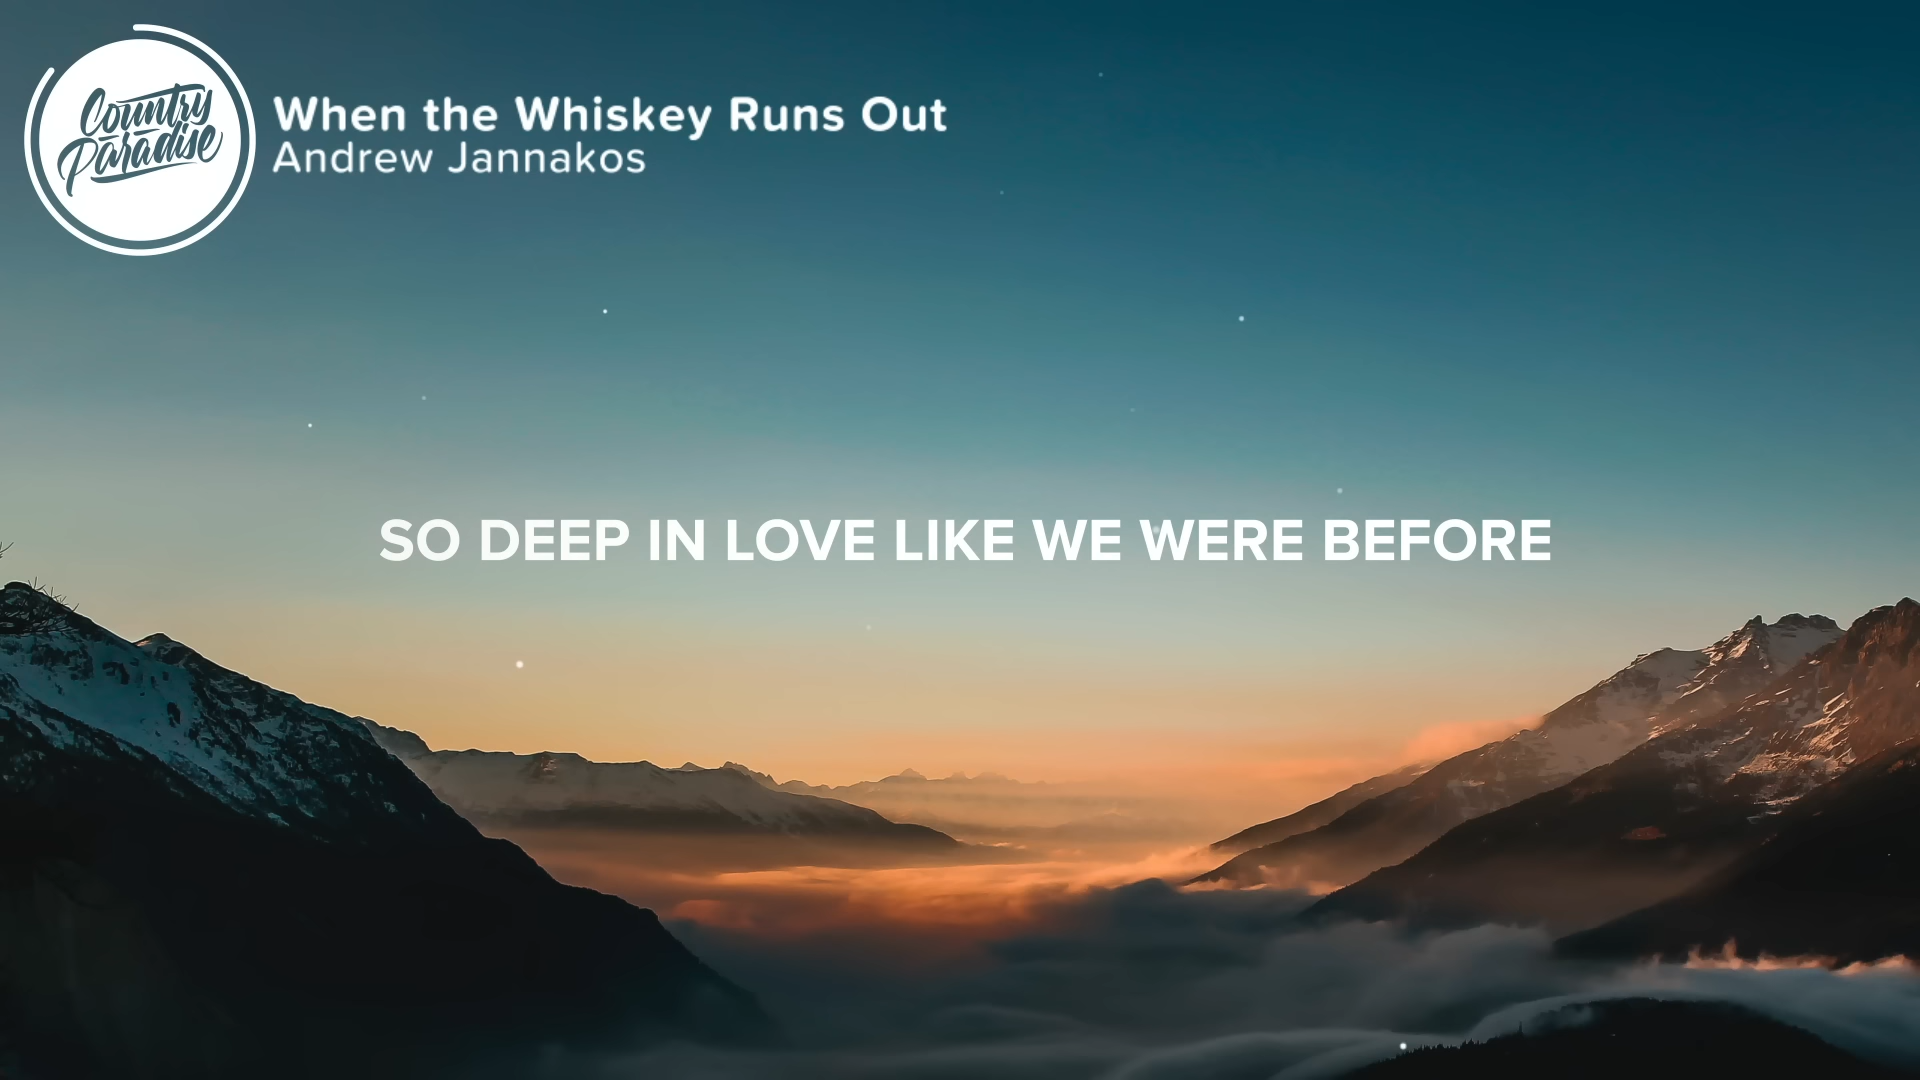 Country
Paradise
When the Whiskey Runs Out
Andrew Jannakos
SO DEEP IN LOVE LIKE WE WERE BEFORE